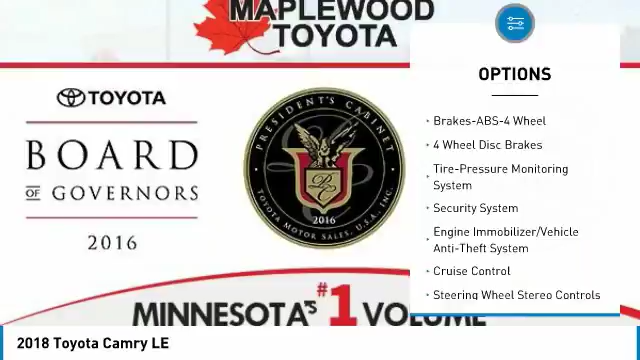 MAPLEWOOD
TOYOTA
TOYOTA
BOARD
OF GOVERNORS
2016
PRESIDENT'S CABINET
PC
2016
TOYOTA MOTOR SALES, U.S.A., INC.
MINNESOTA'S #1 VOLUME
OPTIONS
Brakes-ABS-4 Wheel
4 Wheel Disc Brakes
Tire-Pressure Monitoring
System
Security System
Engine Immobilizer/Vehicle
Anti-Theft System
Cruise Control
Steering Wheel Stereo Controls
2018 Toyota Camry LE